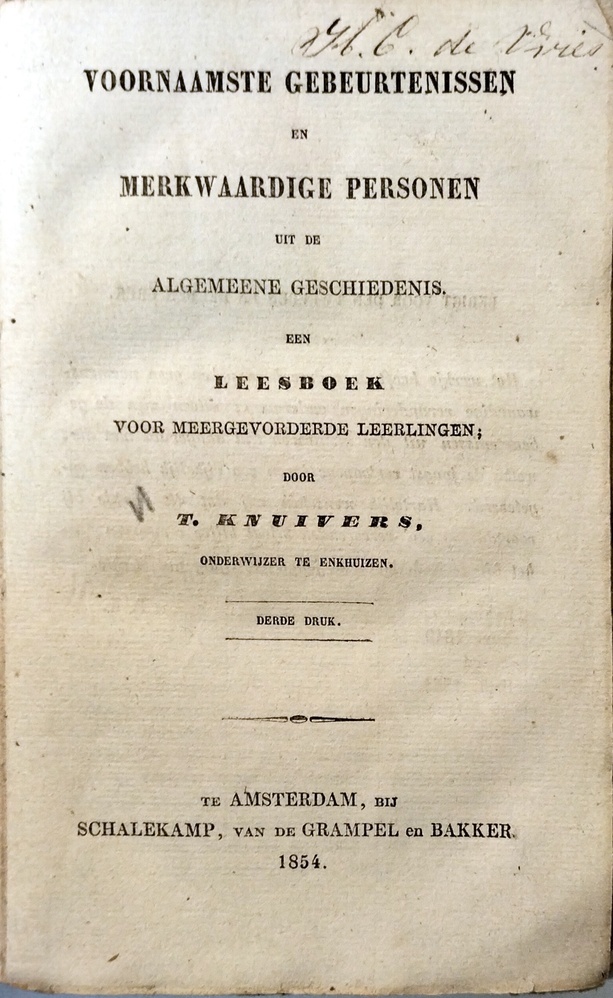 H. C. de Vries
VOORNAAMSTE GEBEURTENISSEN
EN
MERKWAARDIGE PERSONEN
UIT DE
ALGEMEENE GESCHIEDENIS.
EEN
LEESBOEK
VOOR MEERGEVORDERDE LEERLINGEN;
DOOR
T. KNUIVERS,
ONDERWIJZER TE ENKHUIZEN.
DERDE DRUK.
TE AMSTERDAM, BIJ
SCHALEKAMP, VAN DE GRAMPEL en BAKKER.
1854.